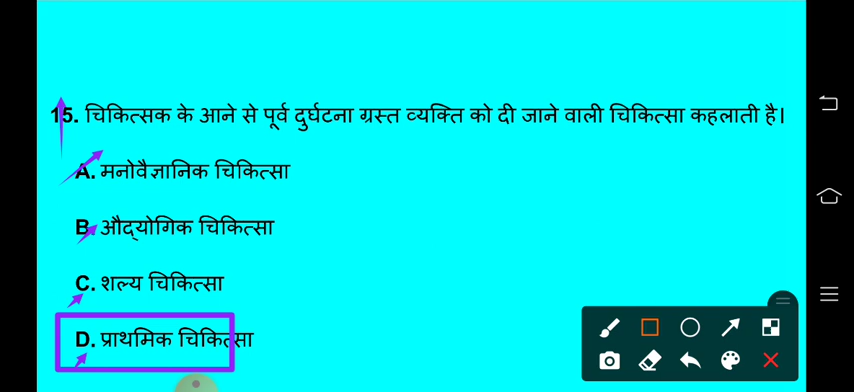 15. चिकित्सक के आने से पूर्व दुर्घटना ग्रस्त व्यक्ति को दी जाने वाली चिकित्सा कहलाती है।
A. मनोवैज्ञानिक चिकित्सा
B. औद्योगिक चिकित्सा
C. शल्य चिकित्सा
D. प्राथमिक चिकित्सा